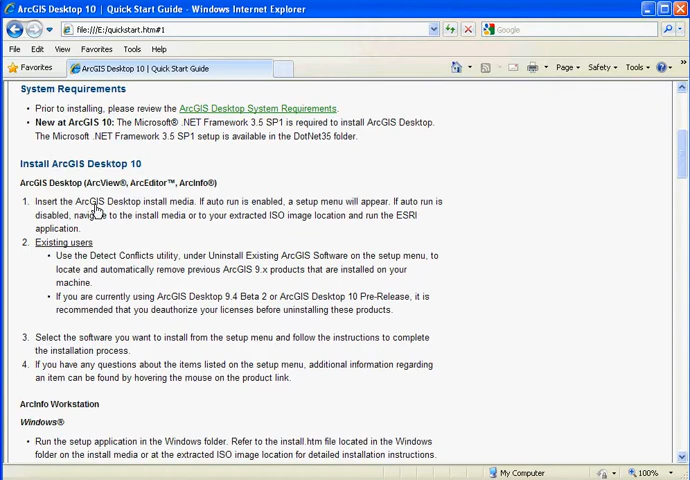 ArcGIS Desktop 10 | Quick Start Guide - Windows Internet Explorer
file:///E:/quickstart.htm#1
Google
File Edit View Favorites Tools Help
Favorites ArcGIS Desktop 10 | Quick Start Guide Page Safety Tools
System Requirements
• Prior to installing, please review the ArcGIS Desktop System Requirements.
• New at ArcGIS 10: The Microsoft® .NET Framework 3.5 SP1 is required to install ArcGIS Desktop.
The Microsoft .NET Framework 3.5 SP1 setup is available in the DotNet35 folder.
Install ArcGIS Desktop 10
ArcGIS Desktop (ArcView®, ArcEditor™, ArcInfo®)
1. Insert the ArcGIS Desktop install media. If auto run is enabled, a setup menu will appear. If auto run is
disabled, navigate to the install media or to your extracted ISO image location and run the ESRI
application.
2. Existing users
• Use the Detect Conflicts utility, under Uninstall Existing ArcGIS Software on the setup menu, to
locate and automatically remove previous ArcGIS 9.x products that are installed on your
machine.
• If you are currently using ArcGIS Desktop 9.4 Beta 2 or ArcGIS Desktop 10 Pre-Release, it is
recommended that you deauthorize your licenses before uninstalling these products.
3. Select the software you want to install from the setup menu and follow the instructions to complete
the installation process.
4. If you have any questions about the items listed on the setup menu, additional information regarding
an item can be found by hovering the mouse on the product link.
ArcInfo Workstation
Windows®
• Run the setup application in the Windows folder. Refer to the install.htm file located in the Windows
folder on the install media or at the extracted ISO image location for detailed installation instructions.
My Computer 100%